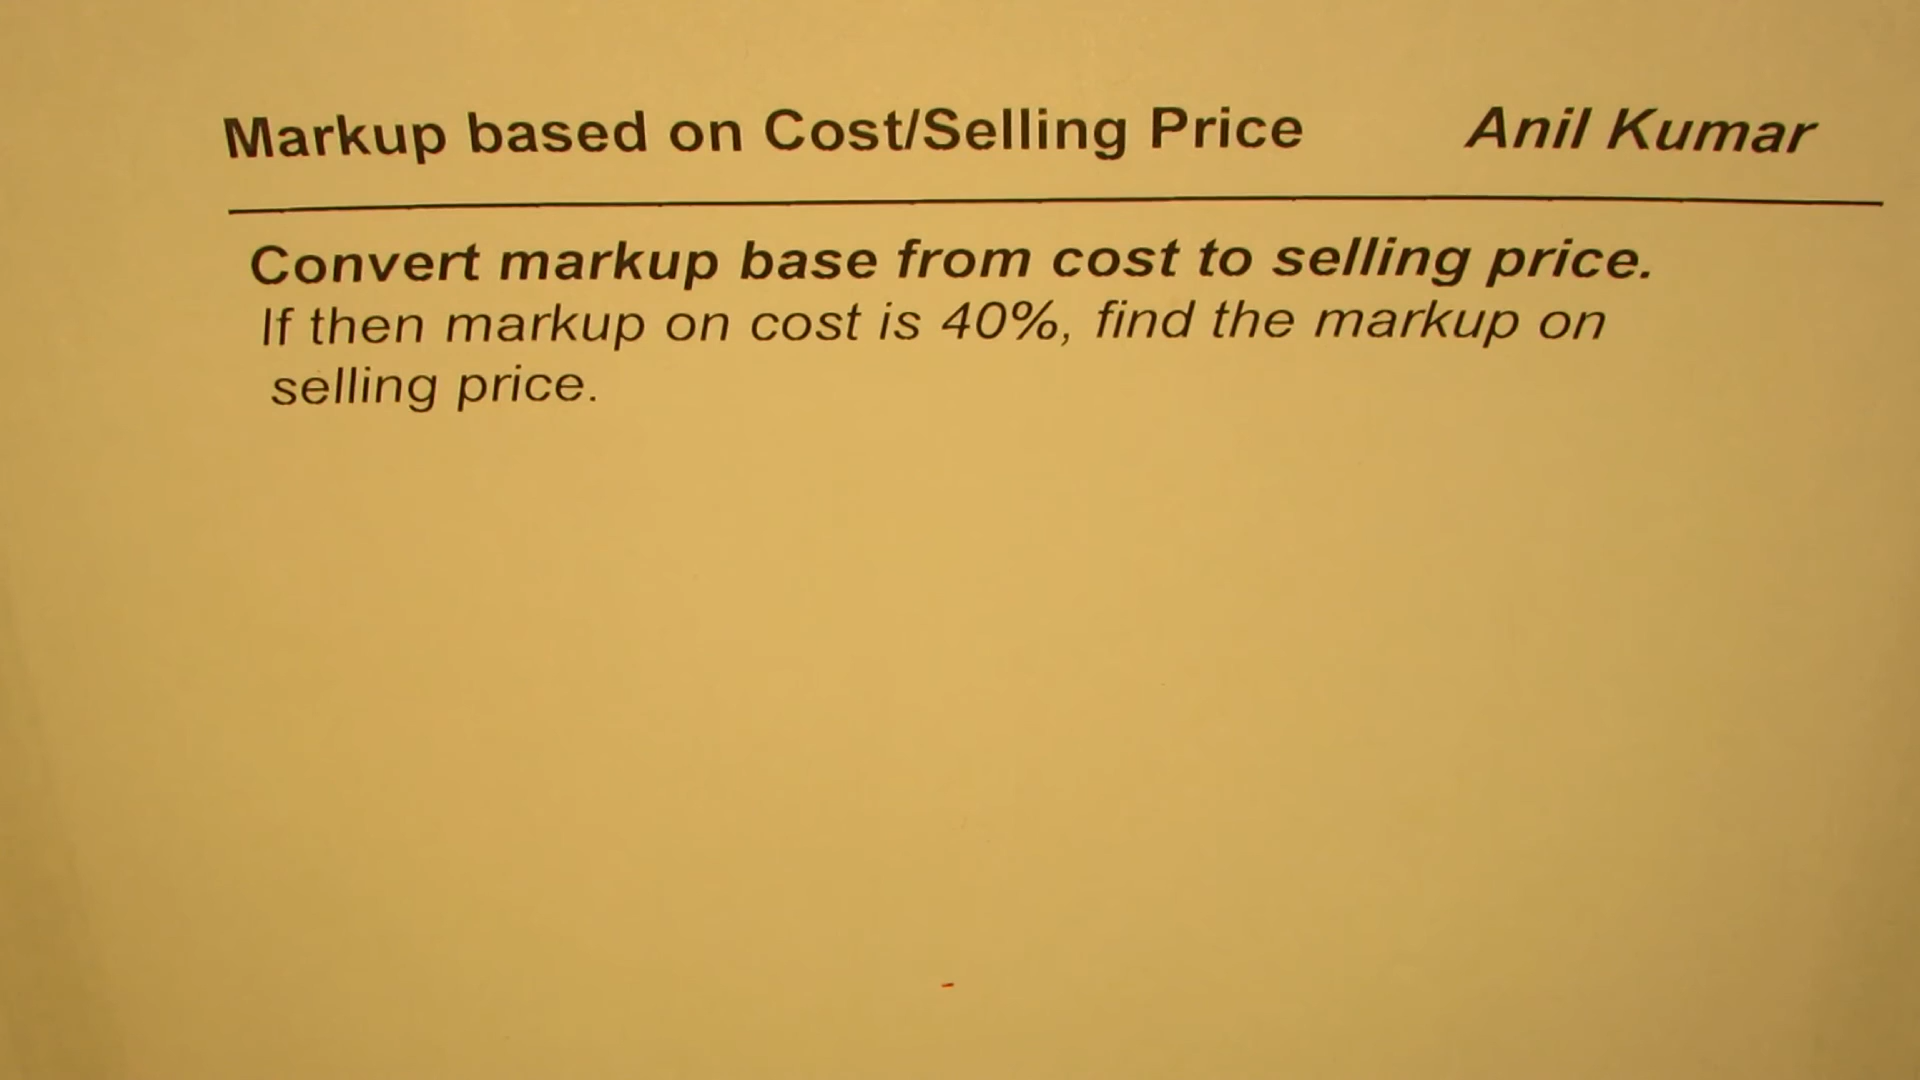 Markup based on Cost/Selling Price Anil Kumar
Convert markup base from cost to selling price.
If then markup on cost is 40%, find the markup on
selling price.